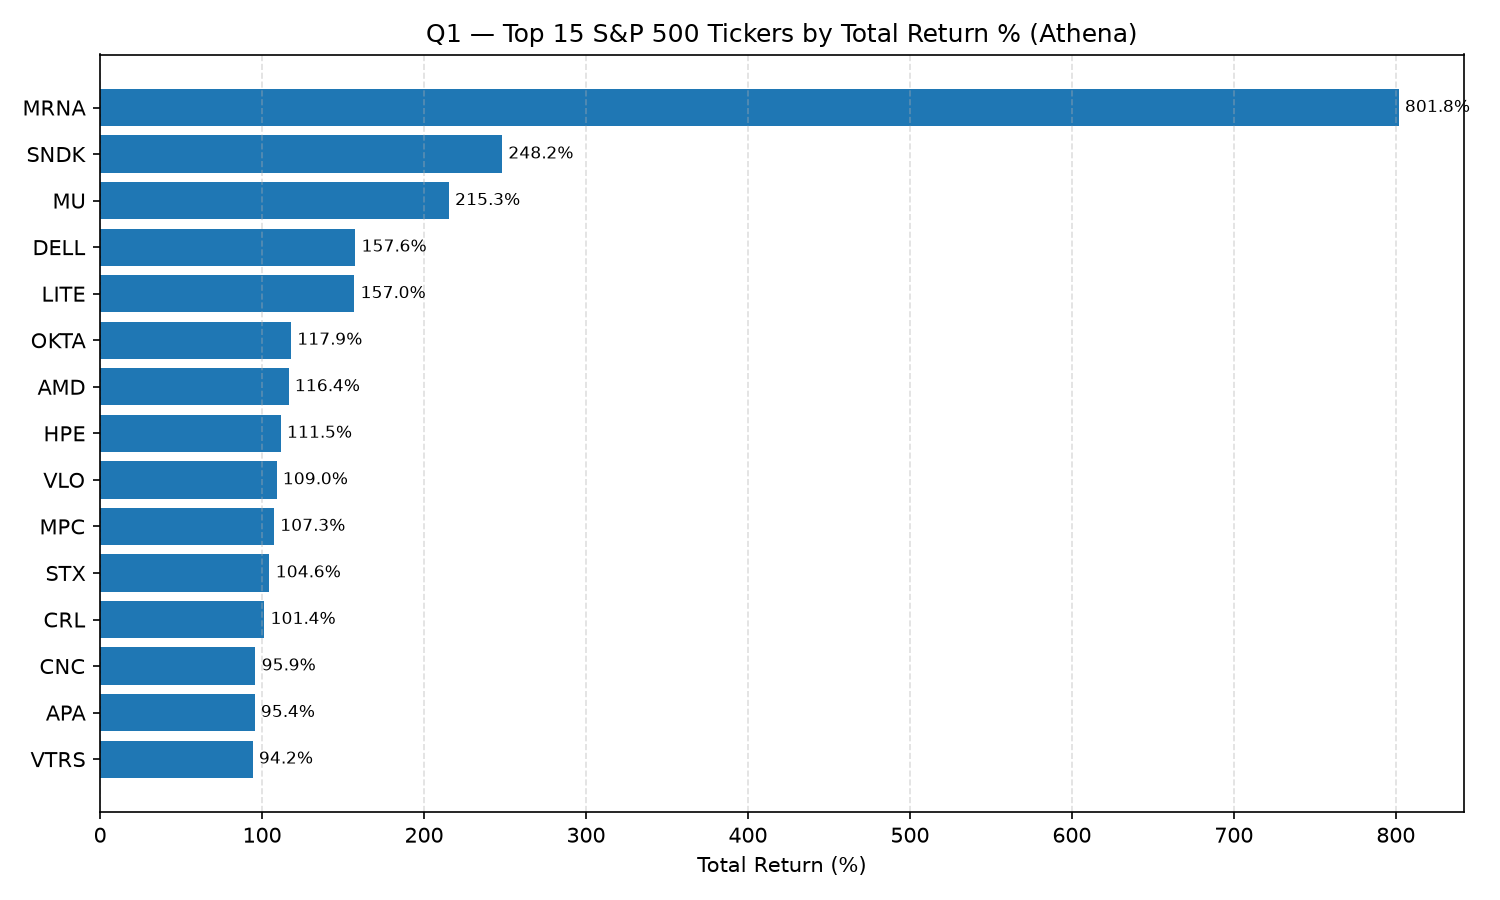 Q1 — Top 15 S&P 500 Tickers by Total Return % (Athena)
MRNA 801.8%
SNDK 248.2%
MU 215.3%
DELL 157.6%
LITE 157.0%
OKTA 117.9%
AMD 116.4%
HPE 111.5%
VLO 109.0%
MPC 107.3%
STX 104.6%
CRL 101.4%
CNC 95.9%
APA 95.4%
VTRS 94.2%
0 100 200 300 400 500 600 700 800
Total Return (%)